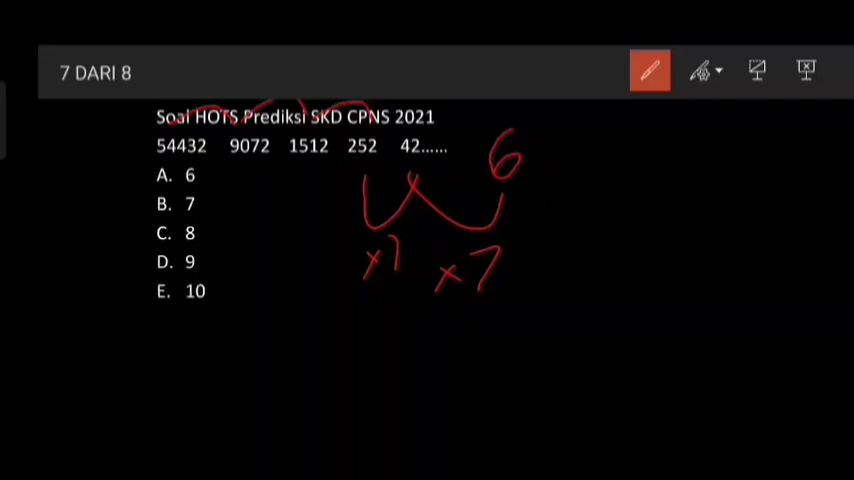 7 DARI 8
Soal HOTS Prediksi SKD CPNS 2021
54432 9072 1512 252 42......
6
A. 6
B. 7
C. 8
D. 9
E. 10
x7 x7